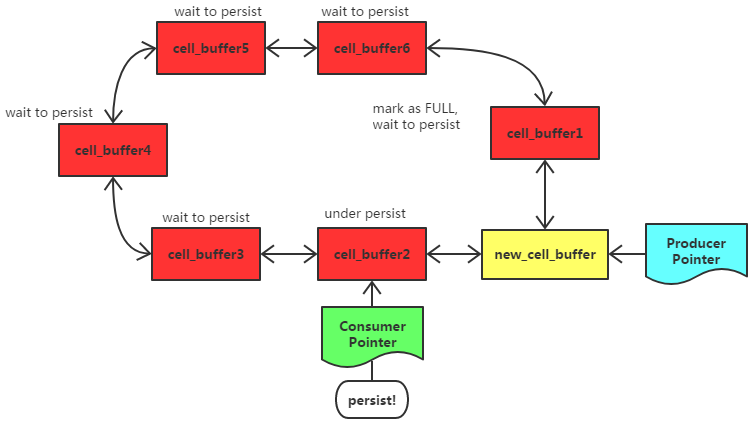 wait to persist
wait to persist
cell_buffer5
cell_buffer6
wait to persist
mark as FULL,
wait to persist
cell_buffer1
cell_buffer4
wait to persist
under persist
cell_buffer3
cell_buffer2
new_cell_buffer
Producer
Pointer
Consumer
Pointer
persist!